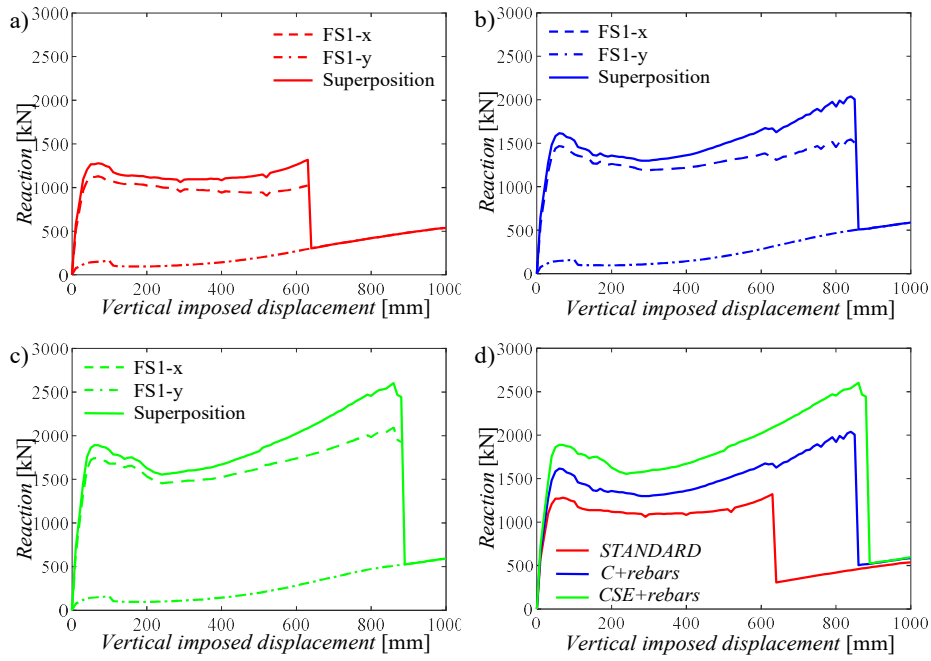 a)
3000
2500
2000
1500
1000
500
0
Reaction [kN]
FS1-x
FS1-y
Superposition
0 200 400 600 800 1000
Vertical imposed displacement [mm]
b)
3000
2500
2000
1500
1000
500
0
Reaction [kN]
FS1-x
FS1-y
Superposition
0 200 400 600 800 1000
Vertical imposed displacement [mm]
c)
3000
2500
2000
1500
1000
500
0
Reaction [kN]
FS1-x
FS1-y
Superposition
0 200 400 600 800 1000
Vertical imposed displacement [mm]
d)
3000
2500
2000
1500
1000
500
0
Reaction [kN]
STANDARD
C+rebars
CSE+rebars
0 200 400 600 800 1000
Vertical imposed displacement [mm]